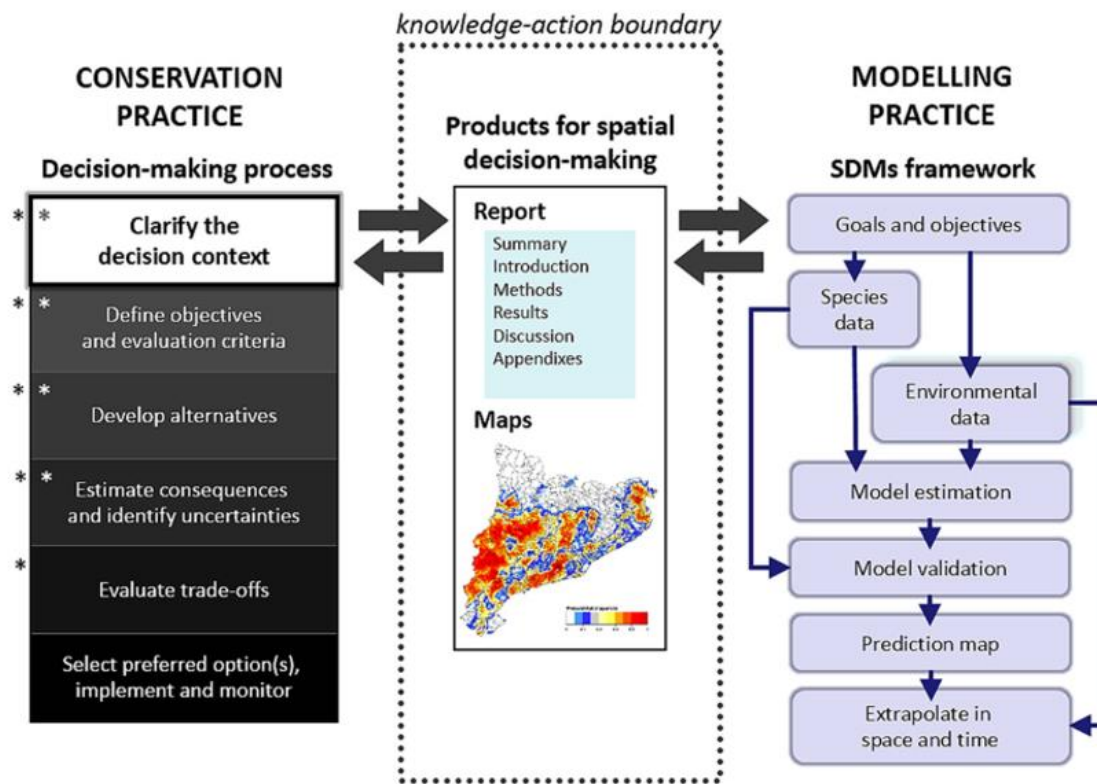 knowledge-action boundary
CONSERVATION
PRACTICE
Decision-making process
* *
Clarify the
decision context
* *
Define objectives
and evaluation criteria
* *
Develop alternatives
* *
Estimate consequences
and identify uncertainties
*
Evaluate trade-offs
Select preferred option(s),
implement and monitor
Products for spatial
decision-making
Report
Summary
Introduction
Methods
Results
Discussion
Appendixes
Maps
MODELLING
PRACTICE
SDMs framework
Goals and objectives
Species
data
Environmental
data
Model estimation
Model validation
Prediction map
Extrapolate in
space and time